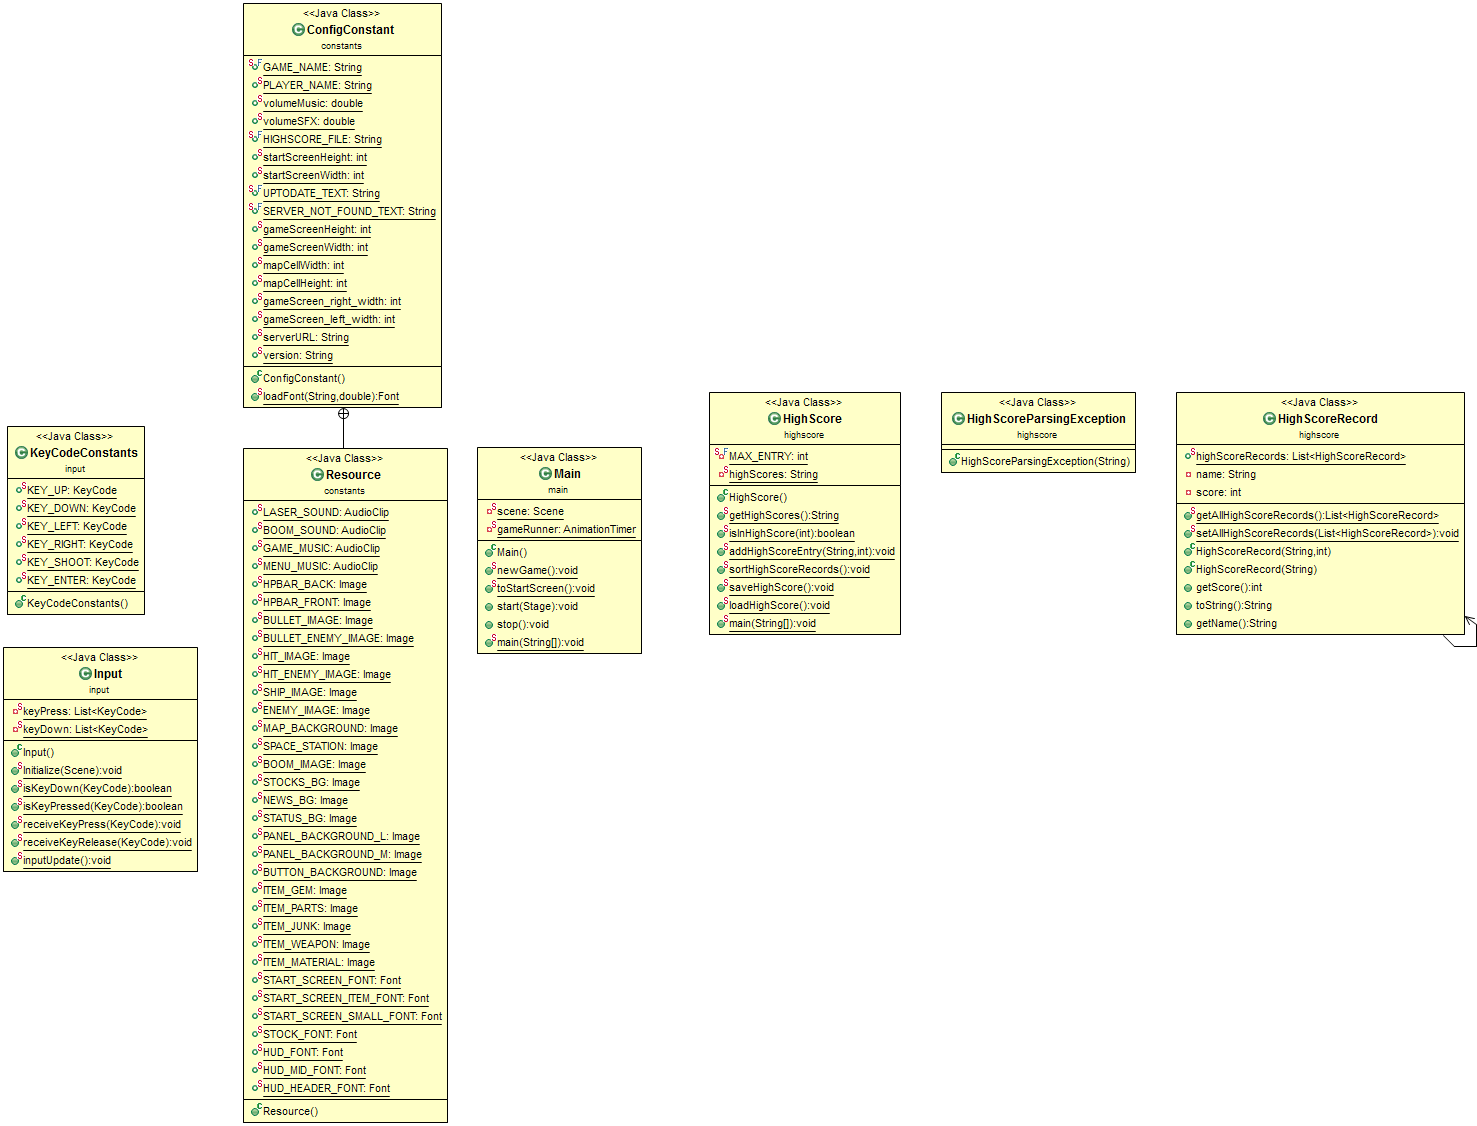 <<Java Class>>
ConfigConstant
constants
GAME_NAME: String
PLAYER_NAME: String
volumeMusic: double
volumeSFX: double
HIGHSCORE_FILE: String
startScreenHeight: int
startScreenWidth: int
UPTODATE_TEXT: String
SERVER_NOT_FOUND_TEXT: String
gameScreenHeight: int
gameScreenWidth: int
mapCellWidth: int
mapCellHeight: int
gameScreen_right_width: int
gameScreen_left_width: int
serverURL: String
version: String
ConfigConstant()
loadFont(String,double):Font
<<Java Class>>
KeyCodeConstants
input
KEY_UP: KeyCode
KEY_DOWN: KeyCode
KEY_LEFT: KeyCode
KEY_RIGHT: KeyCode
KEY_SHOOT: KeyCode
KEY_ENTER: KeyCode
KeyCodeConstants()
<<Java Class>>
Input
input
keyPress: List<KeyCode>
keyDown: List<KeyCode>
Input()
Initialize(Scene):void
isKeyDown(KeyCode):boolean
isKeyPressed(KeyCode):boolean
receiveKeyPress(KeyCode):void
receiveKeyRelease(KeyCode):void
inputUpdate():void
<<Java Class>>
Resource
constants
LASER_SOUND: AudioClip
BOOM_SOUND: AudioClip
GAME_MUSIC: AudioClip
MENU_MUSIC: AudioClip
HPBAR_BACK: Image
HPBAR_FRONT: Image
BULLET_IMAGE: Image
BULLET_ENEMY_IMAGE: Image
HIT_IMAGE: Image
HIT_ENEMY_IMAGE: Image
SHIP_IMAGE: Image
ENEMY_IMAGE: Image
MAP_BACKGROUND: Image
SPACE_STATION: Image
BOOM_IMAGE: Image
STOCKS_BG: Image
NEWS_BG: Image
STATUS_BG: Image
PANEL_BACKGROUND_L: Image
PANEL_BACKGROUND_M: Image
BUTTON_BACKGROUND: Image
ITEM_GEM: Image
ITEM_PARTS: Image
ITEM_JUNK: Image
ITEM_WEAPON: Image
ITEM_MATERIAL: Image
START_SCREEN_FONT: Font
START_SCREEN_ITEM_FONT: Font
START_SCREEN_SMALL_FONT: Font
STOCK_FONT: Font
HUD_FONT: Font
HUD_MID_FONT: Font
HUD_HEADER_FONT: Font
Resource()
<<Java Class>>
Main
main
scene: Scene
gameRunner: AnimationTimer
Main()
newGame():void
toStartScreen():void
start(Stage):void
stop():void
main(String[]):void
<<Java Class>>
HighScore
highscore
MAX_ENTRY: int
highScores: String
HighScore()
getHighScores():String
isInHighScore(int):boolean
addHighScoreEntry(String,int):void
sortHighScoreRecords():void
saveHighScore():void
loadHighScore():void
main(String[]):void
<<Java Class>>
HighScoreParsingException
highscore
HighScoreParsingException(String)
<<Java Class>>
HighScoreRecord
highscore
highScoreRecords: List<HighScoreRecord>
name: String
score: int
getAllHighScoreRecords():List<HighScoreRecord>
setAllHighScoreRecords(List<HighScoreRecord>):void
HighScoreRecord(String,int)
HighScoreRecord(String)
getScore():int
toString():String
getName():String